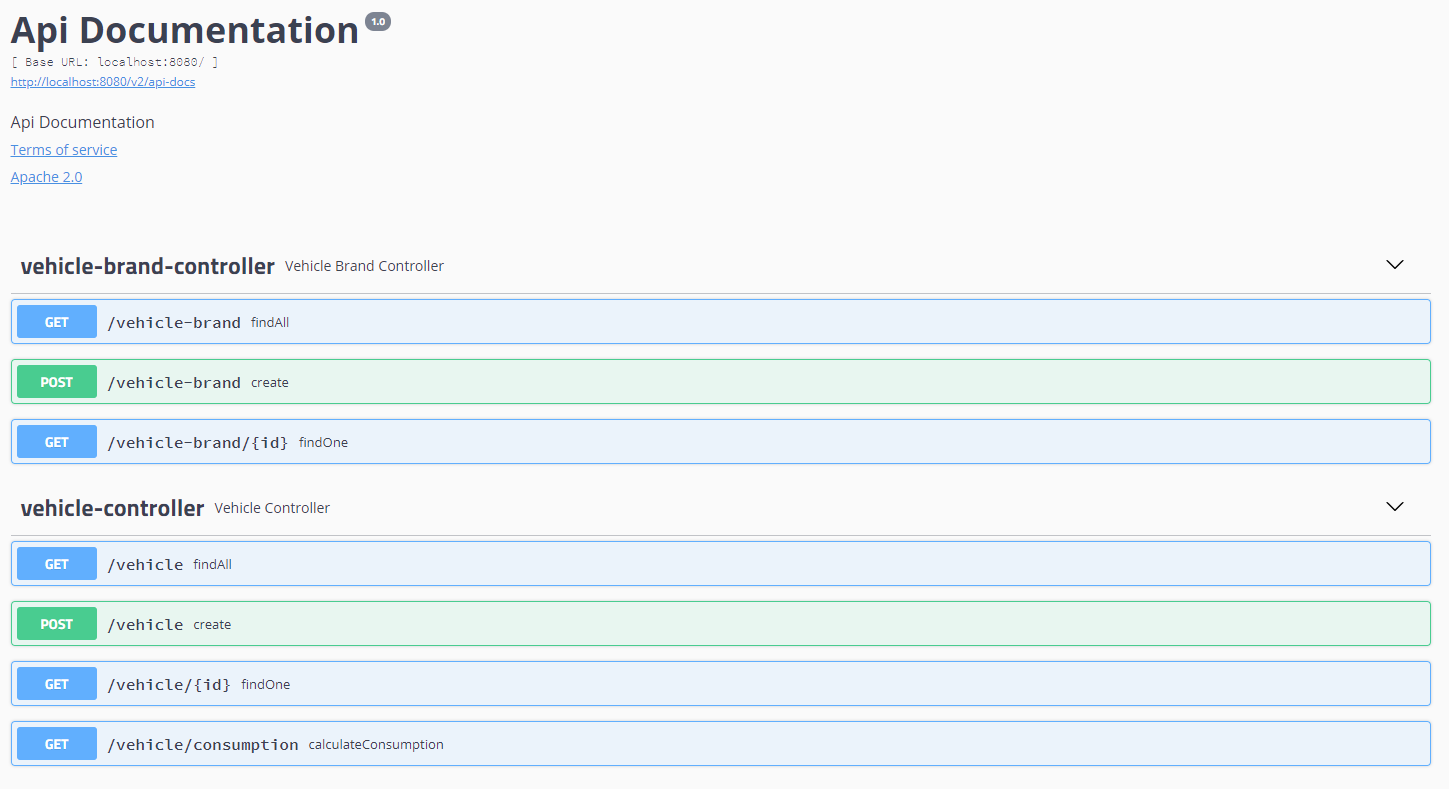 Api Documentation 1.0
[ Base URL: localhost:8080/ ]
http://localhost:8080/v2/api-docs
Api Documentation
Terms of service
Apache 2.0
vehicle-brand-controller Vehicle Brand Controller
GET /vehicle-brand findAll
POST /vehicle-brand create
GET /vehicle-brand/{id} findOne
vehicle-controller Vehicle Controller
GET /vehicle findAll
POST /vehicle create
GET /vehicle/{id} findOne
GET /vehicle/consumption calculateConsumption